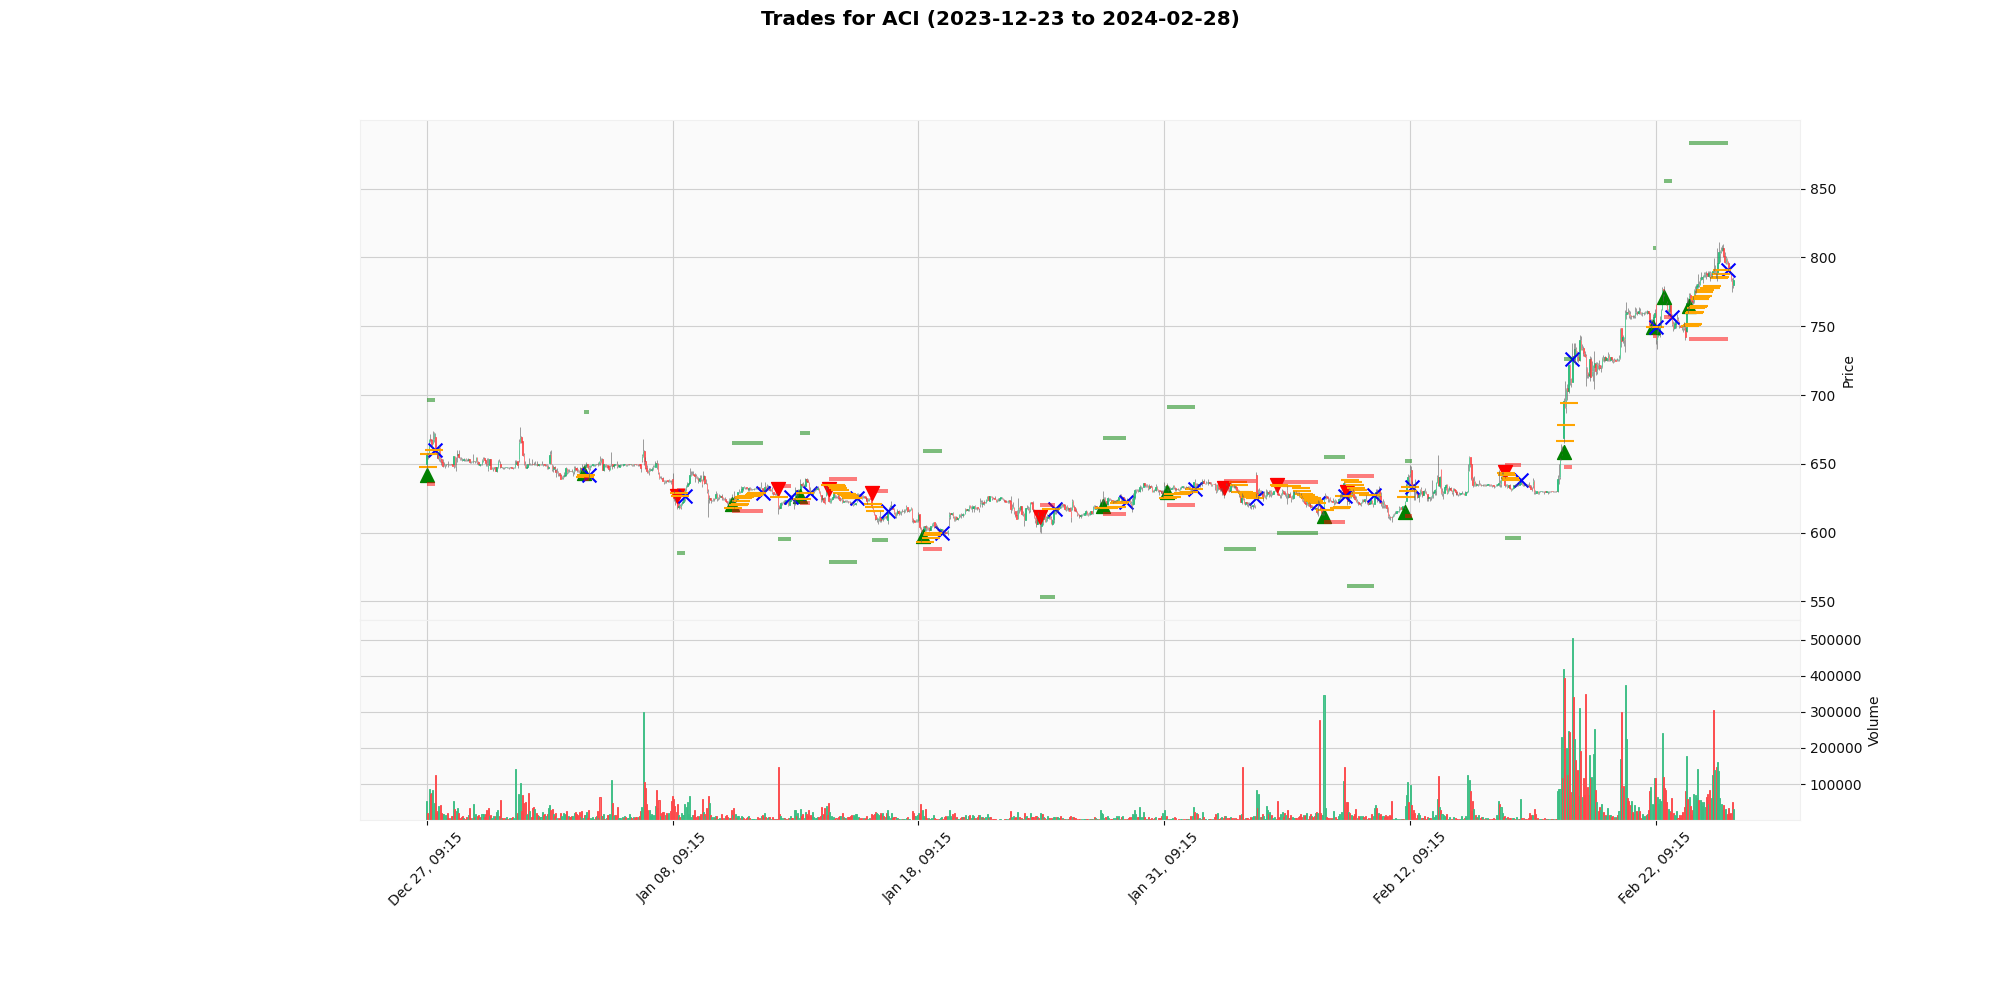 Trades for ACI (2023-12-23 to 2024-02-28)
850
800
750
700
650
600
550
Price
500000
400000
300000
200000
100000
Volume
Dec 27, 09:15
Jan 08, 09:15
Jan 18, 09:15
Jan 31, 09:15
Feb 12, 09:15
Feb 22, 09:15